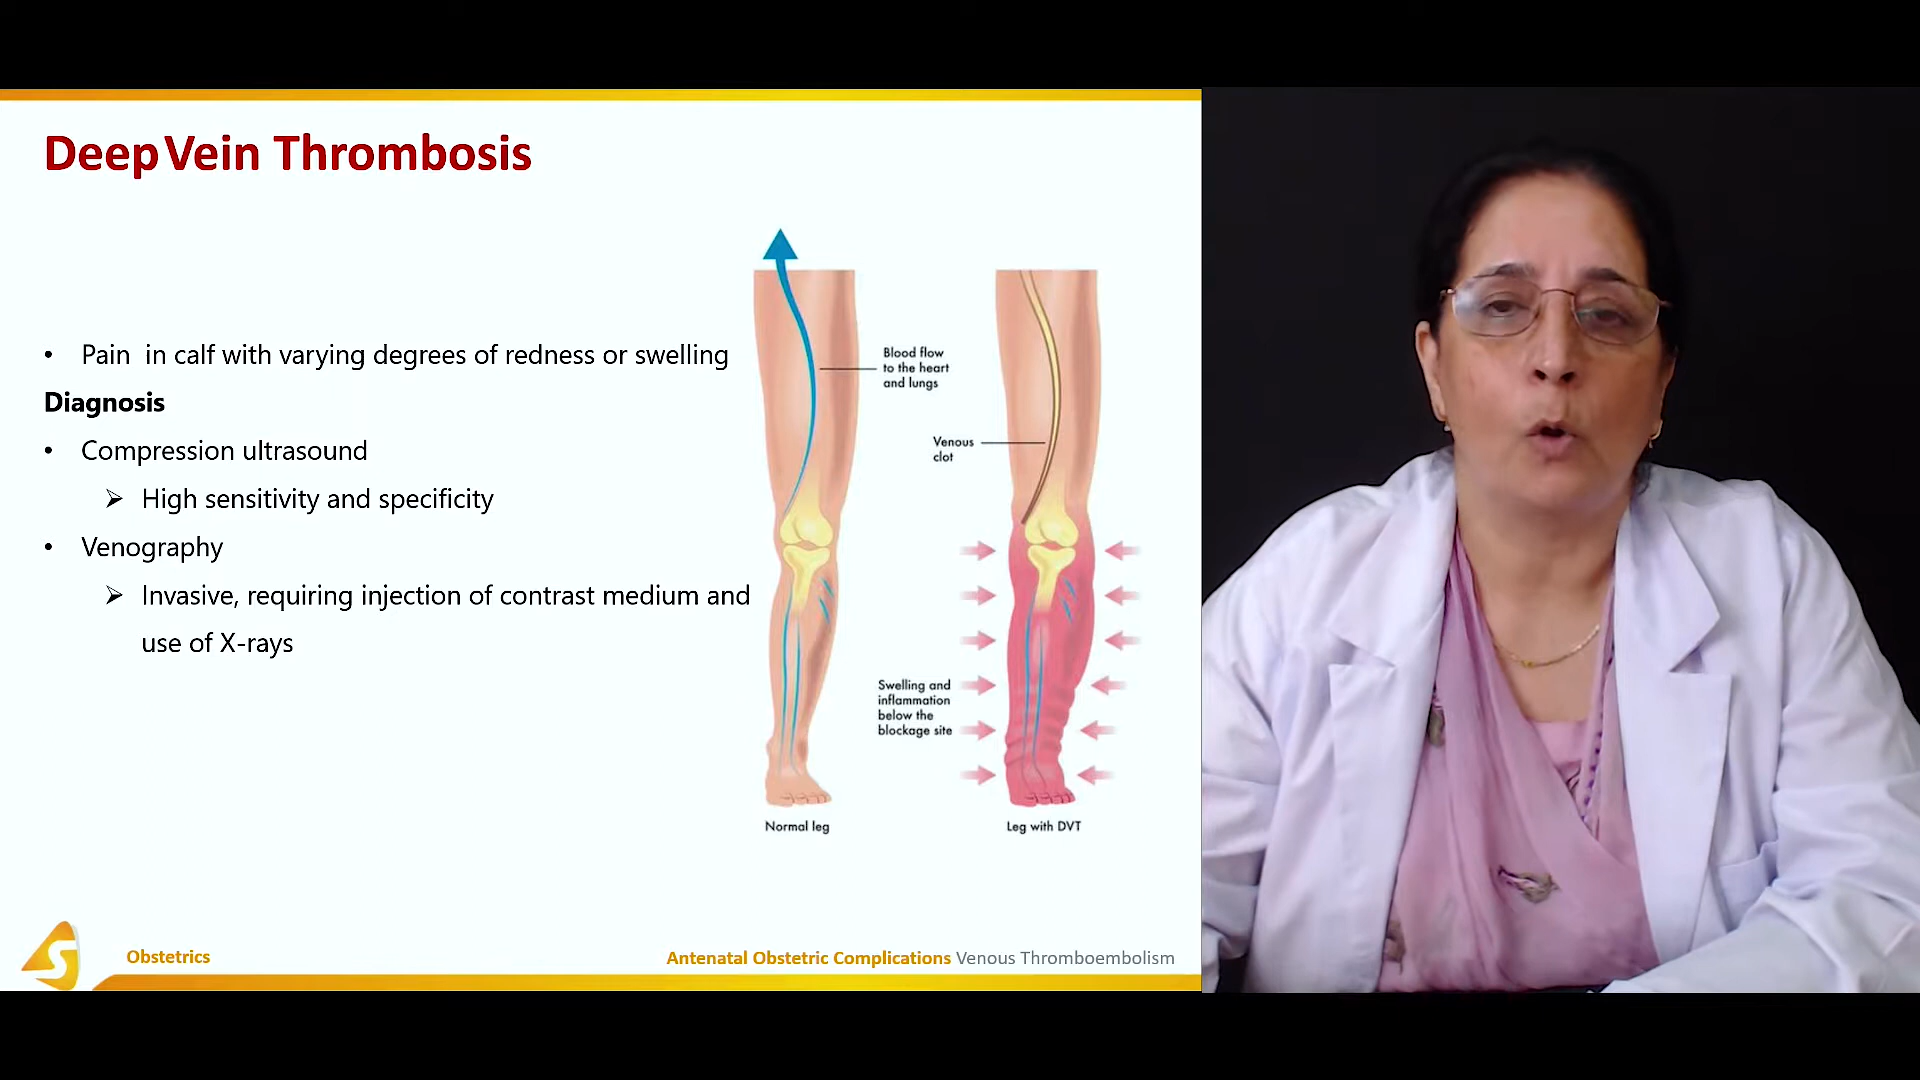 Deep Vein Thrombosis
• Pain in calf with varying degrees of redness or swelling
Diagnosis
• Compression ultrasound
➢ High sensitivity and specificity
• Venography
➢ Invasive, requiring injection of contrast medium and
use of X-rays
Blood flow
to the heart
and lungs
Venous
clot
Swelling and
inflammation
below the
blockage site
Normal leg
Leg with DVT
S
Obstetrics
Antenatal Obstetric Complications Venous Thromboembolism